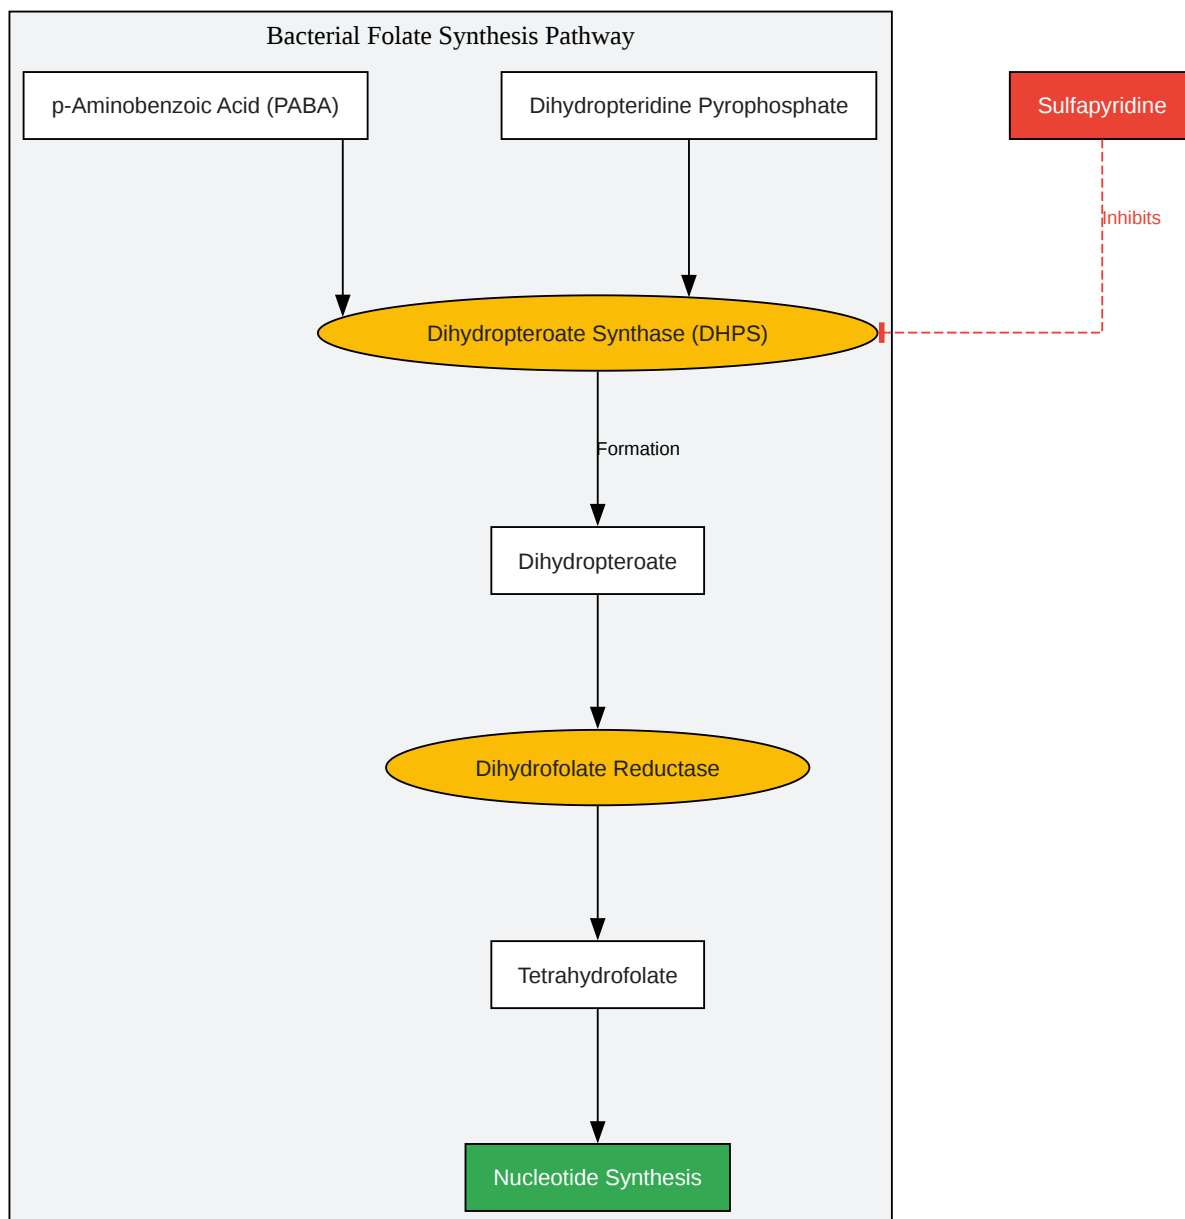 Bacterial Folate Synthesis Pathway
p-Aminobenzoic Acid (PABA)
Dihydropteridine Pyrophosphate
Sulfapyridine
Inhibits
Dihydropteroate Synthase (DHPS)
Formation
Dihydropteroate
Dihydrofolate Reductase
Tetrahydrofolate
Nucleotide Synthesis